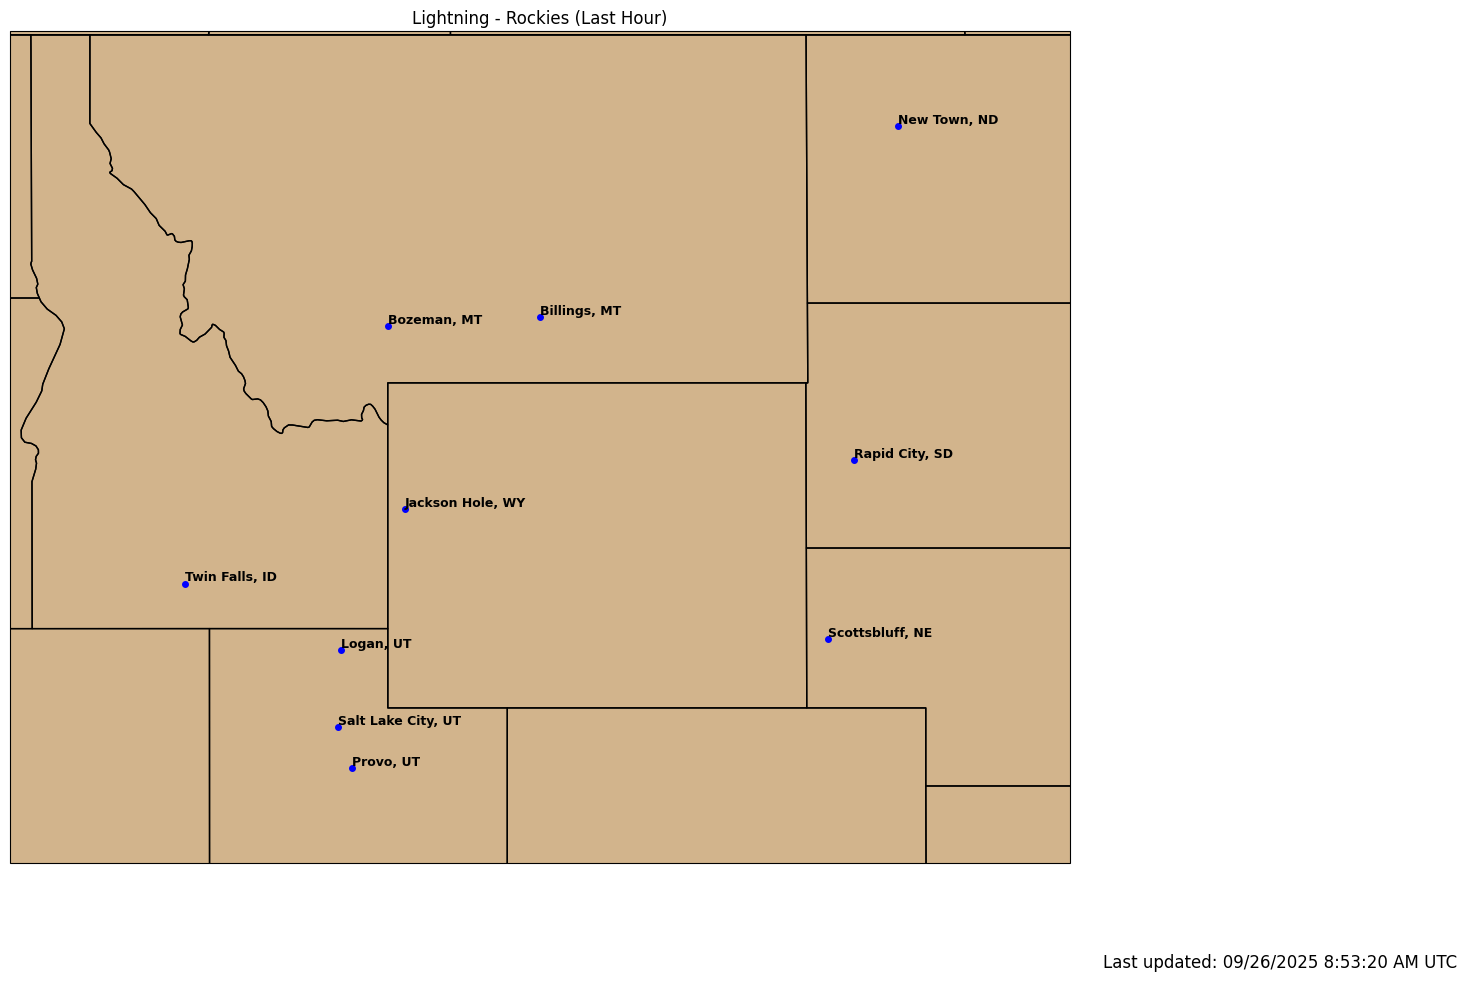 Lightning - Rockies (Last Hour)
New Town, ND
Billings, MT
Bozeman, MT
Rapid City, SD
Jackson Hole, WY
Twin Falls, ID
Scottsbluff, NE
Logan, UT
Salt Lake City, UT
Provo, UT
Last updated: 09/26/2025 8:53:20 AM UTC